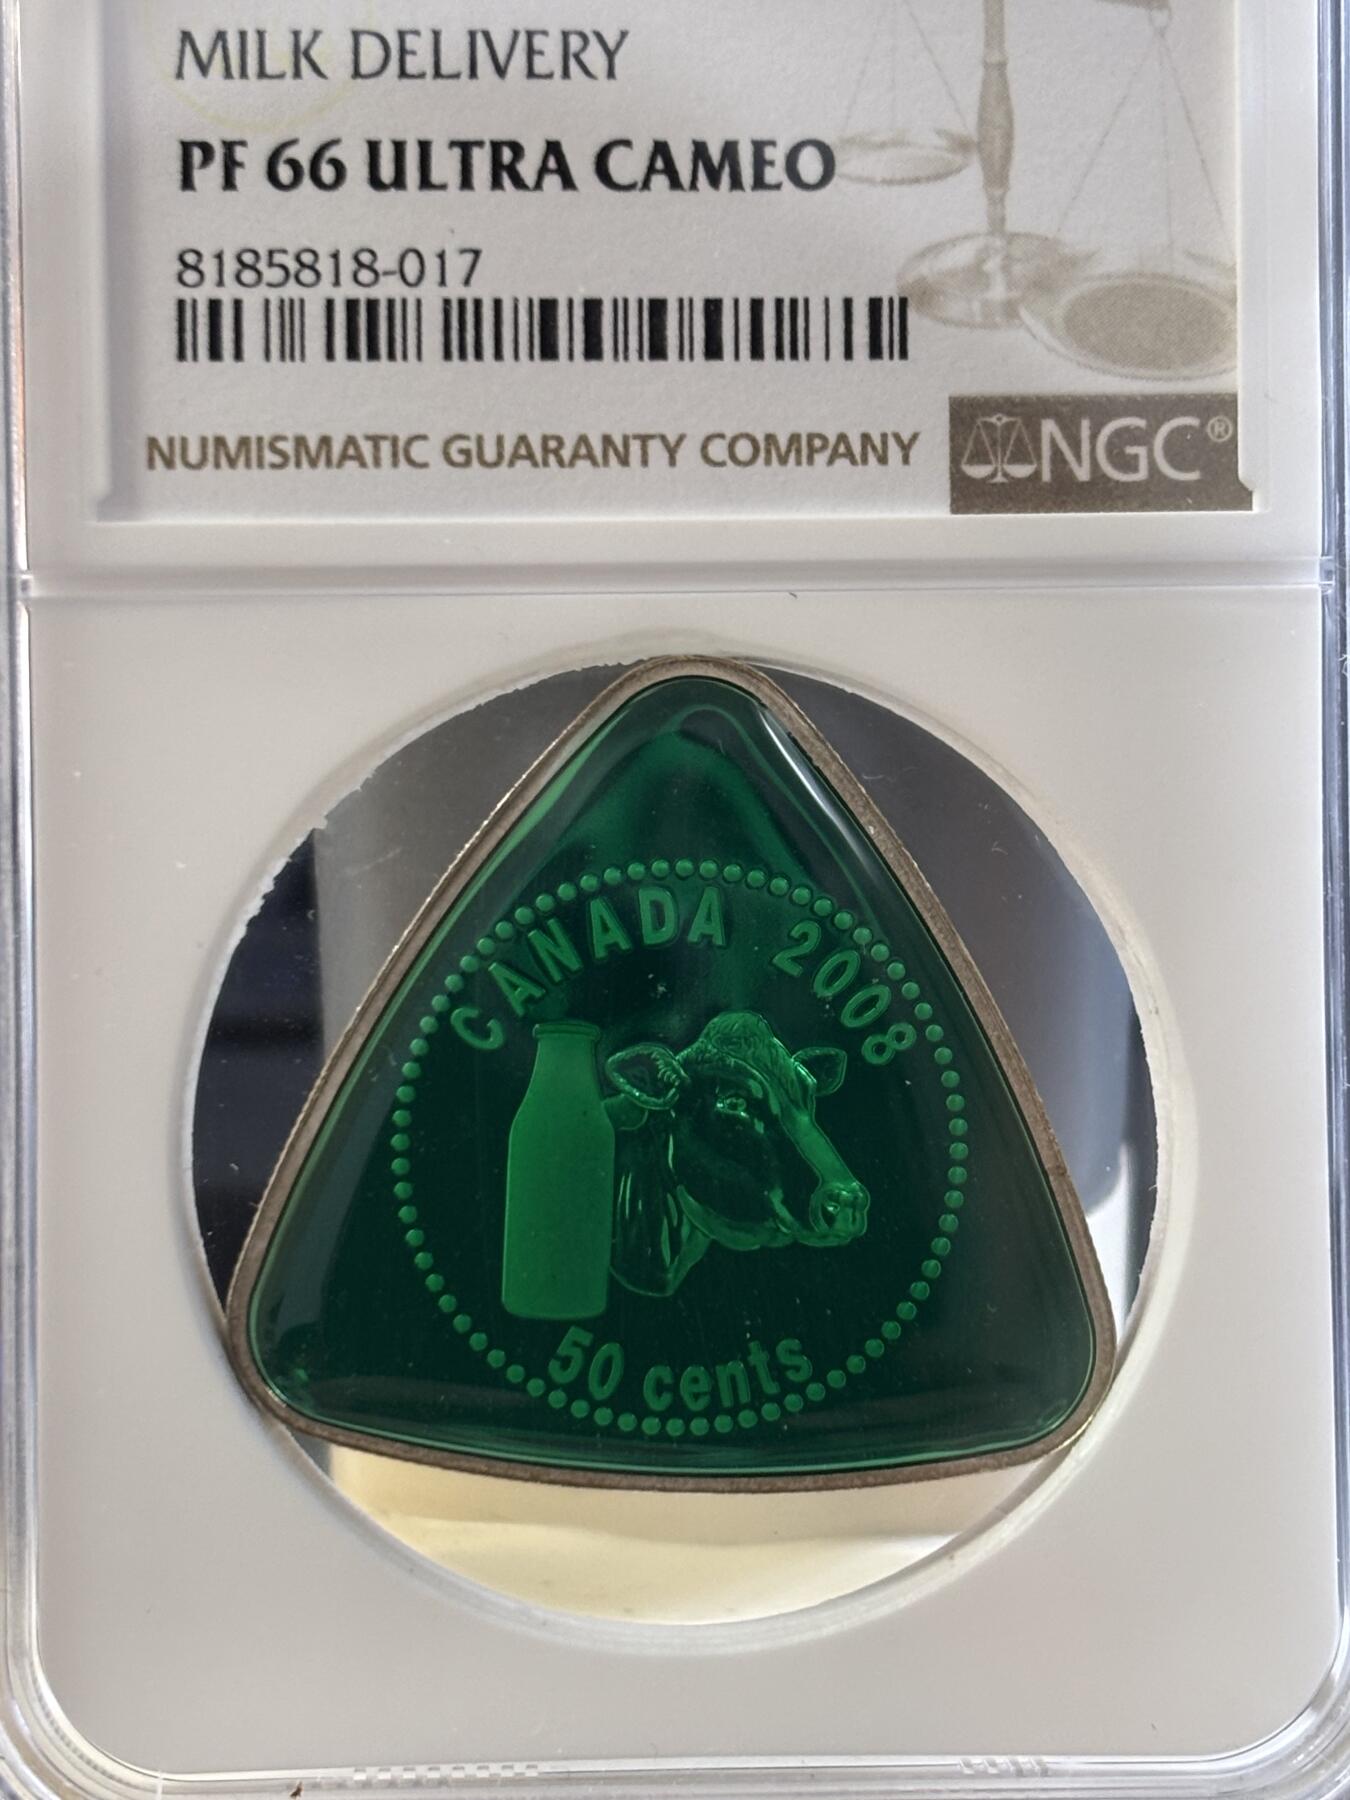 MILK DELIVERY
PF 66 ULTRA CAMEO
8185818-017
NUMISMATIC GUARANTY COMPANY
NGC®
CANADA 2008
50 cents